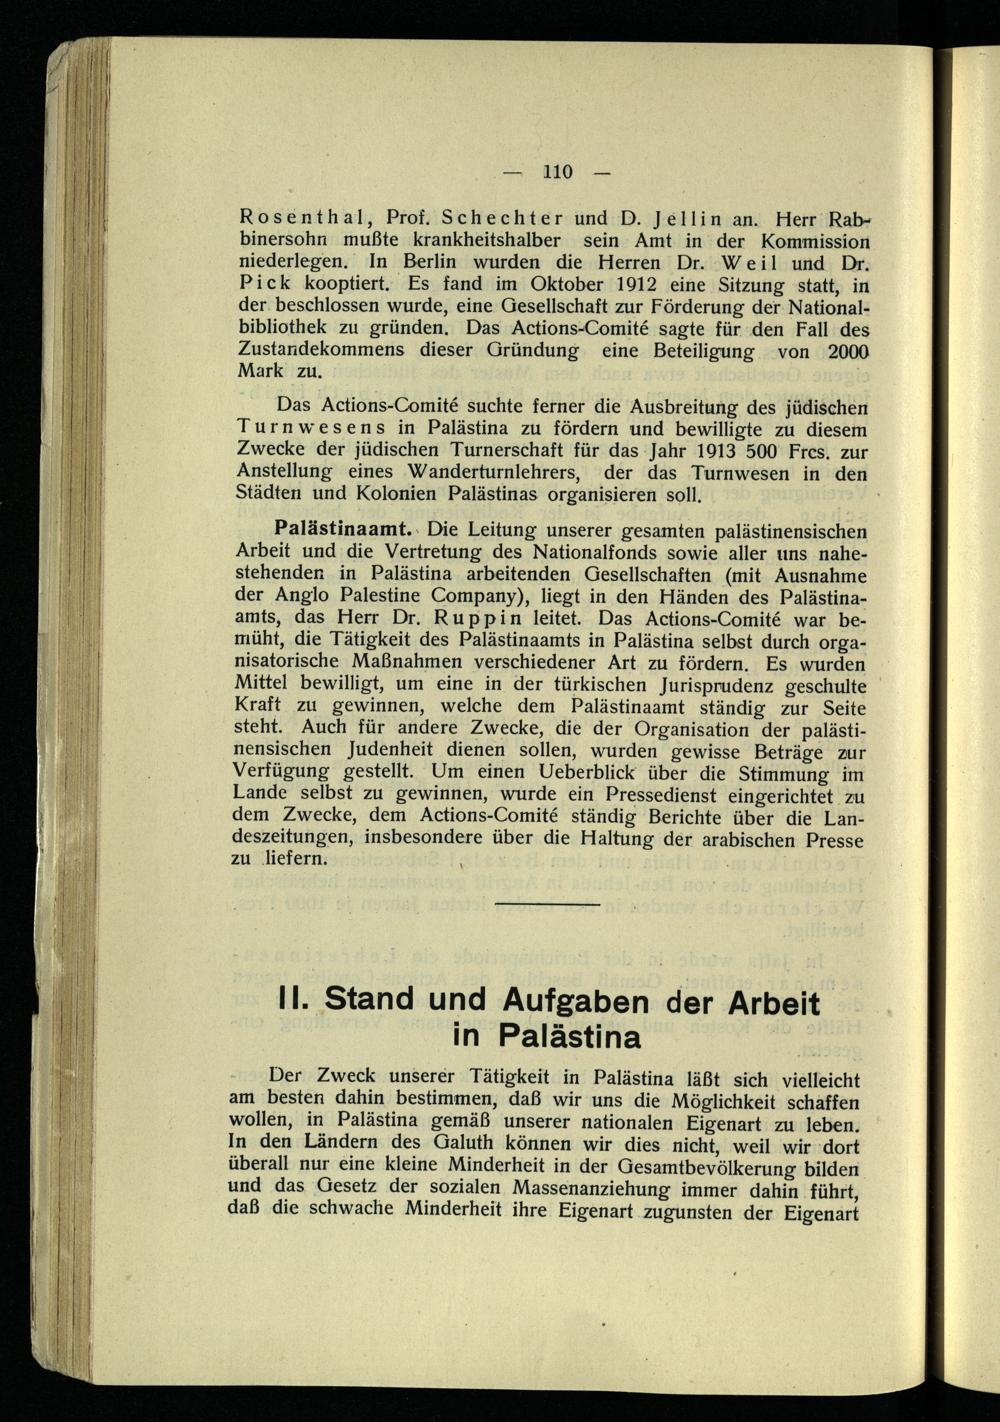 — 110 —
Rosenthal, Prof. Schechter und D. Jellin an. Herr Rab-
binersohn mußte krankheitshalber sein Amt in der Kommission
niederlegen. In Berlin wurden die Herren Dr. Weil und Dr.
Pick kooptiert. Es fand im Oktober 1912 eine Sitzung statt, in
der beschlossen wurde, eine Gesellschaft zur Förderung der National-
bibliothek zu gründen. Das Actions-Comité sagte für den Fall des
Zustandekommens dieser Gründung eine Beteiligung von 2000
Mark zu.
Das Actions-Comité suchte ferner die Ausbreitung des jüdischen
Turnwesens in Palästina zu fördern und bewilligte zu diesem
Zwecke der jüdischen Turnerschaft für das Jahr 1913 500 Frcs. zur
Anstellung eines Wanderturnlehrers, der das Turnwesen in den
Städten und Kolonien Palästinas organisieren soll.
Palästinaamt. Die Leitung unserer gesamten palästinensischen
Arbeit und die Vertretung des Nationalfonds sowie aller uns nahe-
stehenden in Palästina arbeitenden Gesellschaften (mit Ausnahme
der Anglo Palestine Company), liegt in den Händen des Palästina-
amts, das Herr Dr. Ruppin leitet. Das Actions-Comité war be-
müht, die Tätigkeit des Palästinaamts in Palästina selbst durch orga-
nisatorische Maßnahmen verschiedener Art zu fördern. Es wurden
Mittel bewilligt, um eine in der türkischen Jurisprudenz geschulte
Kraft zu gewinnen, welche dem Palästinaamt ständig zur Seite
steht. Auch für andere Zwecke, die der Organisation der palästi-
nensischen Judenheit dienen sollen, wurden gewisse Beträge zur
Verfügung gestellt. Um einen Ueberblick über die Stimmung im
Lande selbst zu gewinnen, wurde ein Pressedienst eingerichtet zu
dem Zwecke, dem Actions-Comité ständig Berichte über die Lan-
deszeitungen, insbesondere über die Haltung der arabischen Presse
zu liefern.
II. Stand und Aufgaben der Arbeit
in Palästina
Der Zweck unserer Tätigkeit in Palästina läßt sich vielleicht
am besten dahin bestimmen, daß wir uns die Möglichkeit schaffen
wollen, in Palästina gemäß unserer nationalen Eigenart zu leben.
In den Ländern des Galuth können wir dies nicht, weil wir dort
überall nur eine kleine Minderheit in der Gesamtbevölkerung bilden
und das Gesetz der sozialen Massenanziehung immer dahin führt,
daß die schwache Minderheit ihre Eigenart zugunsten der Eigenart